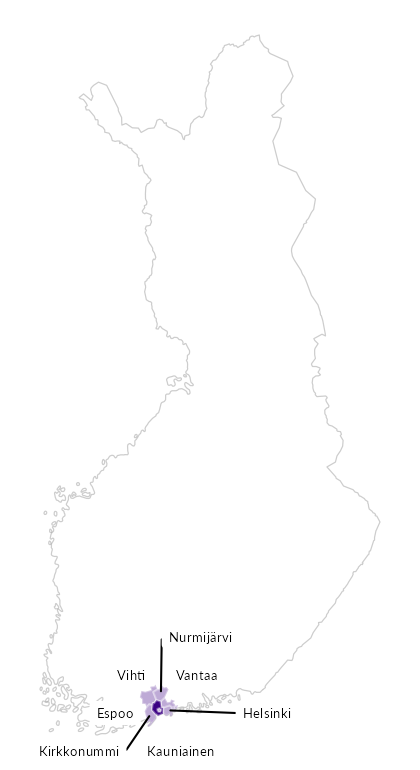 Nurmijärvi
Vihti Vantaa
Espoo Helsinki
Kirkkonummi Kauniainen